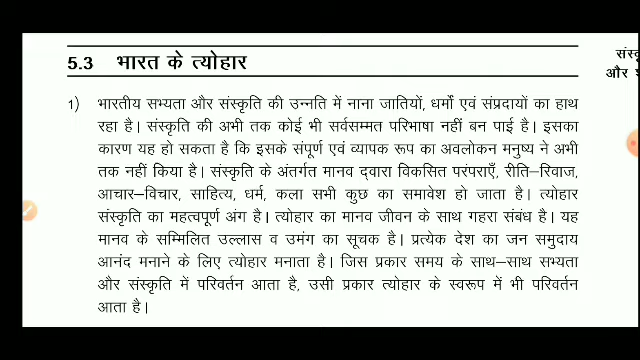 5.3 भारत के त्योहार
संस्कृ
और श
1) भारतीय सभ्यता और संस्कृति की उन्नति में नाना जातियों, धर्मों एवं संप्रदायों का हाथ
रहा है। संस्कृति की अभी तक कोई भी सर्वसम्मत परिभाषा नहीं बन पाई है। इसका
कारण यह हो सकता है कि इसके संपूर्ण एवं व्यापक रूप का अवलोकन मनुष्य ने अभी
तक नहीं किया है। संस्कृति के अंतर्गत मानव द्वारा विकसित परंपराएँ, रीति-रिवाज,
आचार-विचार, साहित्य, धर्म, कला सभी कुछ का समावेश हो जाता है। त्योहार
संस्कृति का महत्वपूर्ण अंग है। त्योहार का मानव जीवन के साथ गहरा संबंध है। यह
मानव के सम्मिलित उल्लास व उमंग का सूचक है। प्रत्येक देश का जन समुदाय
आनंद मनाने के लिए त्योहार मनाता है। जिस प्रकार समय के साथ-साथ सभ्यता
और संस्कृति में परिवर्तन आता है, उसी प्रकार त्योहार के स्वरूप में भी परिवर्तन
आता है।